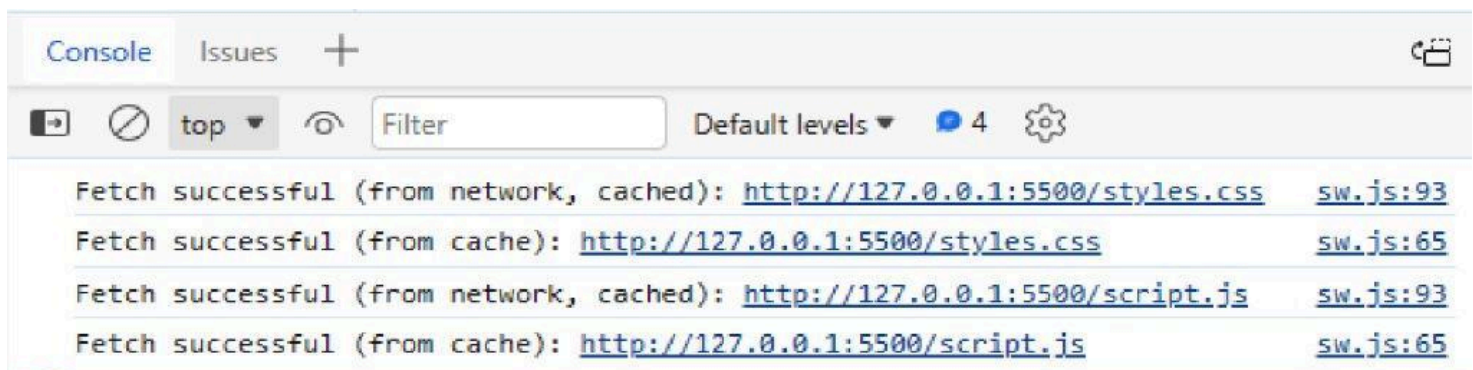 Console Issues
top Filter Default levels 4
Fetch successful (from network, cached): http://127.0.0.1:5500/styles.css sw.js:93
Fetch successful (from cache): http://127.0.0.1:5500/styles.css sw.js:65
Fetch successful (from network, cached): http://127.0.0.1:5500/script.js sw.js:93
Fetch successful (from cache): http://127.0.0.1:5500/script.js sw.js:65